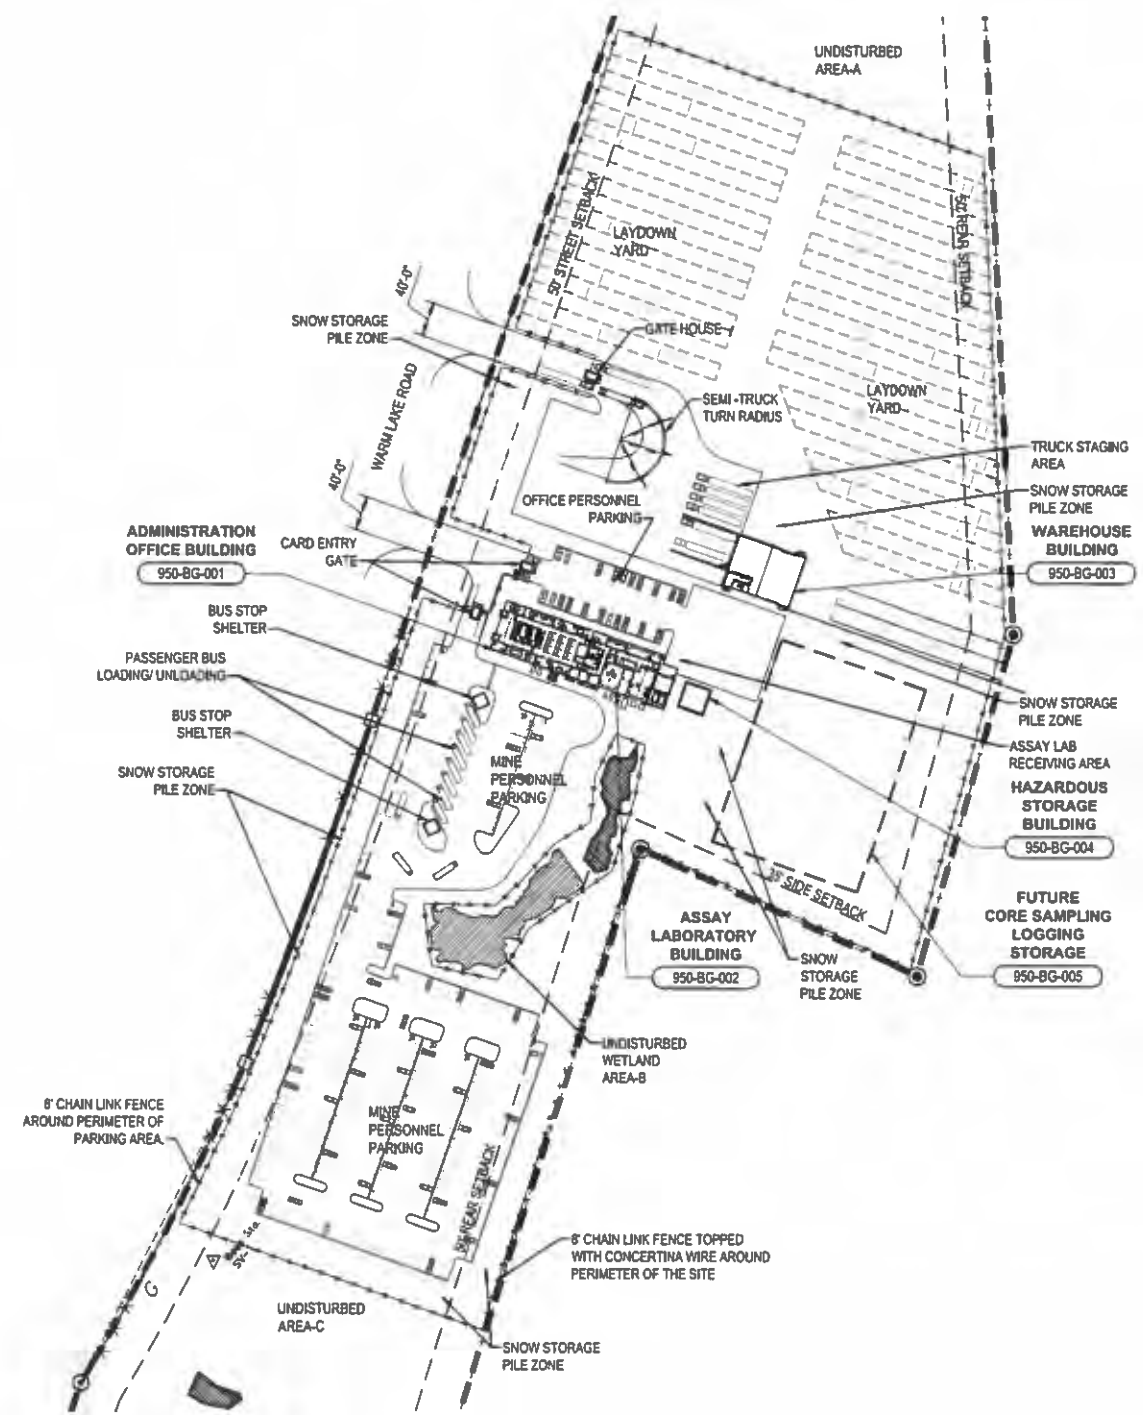 UNDISTURBED
AREA-A
50' STREET SETBACK
50' REAR SETBACK
LAYDOWN
YARD
40'-0"
SNOW STORAGE
PILE ZONE
GATE HOUSE
WARM LAKE ROAD
SEMI-TRUCK
TURN RADIUS
LAYDOWN
YARD
TRUCK STAGING
AREA
40'-0"
OFFICE PERSONNEL
PARKING
SNOW STORAGE
PILE ZONE
ADMINISTRATION
OFFICE BUILDING
950-BG-001
CARD ENTRY
GATE
WAREHOUSE
BUILDING
950-BG-003
BUS STOP
SHELTER
PASSENGER BUS
LOADING/ UNLOADING
BUS STOP
SHELTER
SNOW STORAGE
PILE ZONE
SNOW STORAGE
PILE ZONE
MINE
PERSONNEL
PARKING
ASSAY LAB
RECEIVING AREA
HAZARDOUS
STORAGE
BUILDING
950-BG-004
SIDE SETBACK
ASSAY
LABORATORY
BUILDING
950-BG-002
FUTURE
CORE SAMPLING
LOGGING
STORAGE
950-BG-005
SNOW
STORAGE
PILE ZONE
UNDISTURBED
WETLAND
AREA-B
MINE
PERSONNEL
PARKING
CHAIN LINK FENCE
AROUND PERIMETER OF
PARKING AREA
REAR SETBACK
8' CHAIN LINK FENCE TOPPED
WITH CONCERTINA WIRE AROUND
PERIMETER OF THE SITE
G
UNDISTURBED
AREA-C
SNOW STORAGE
PILE ZONE